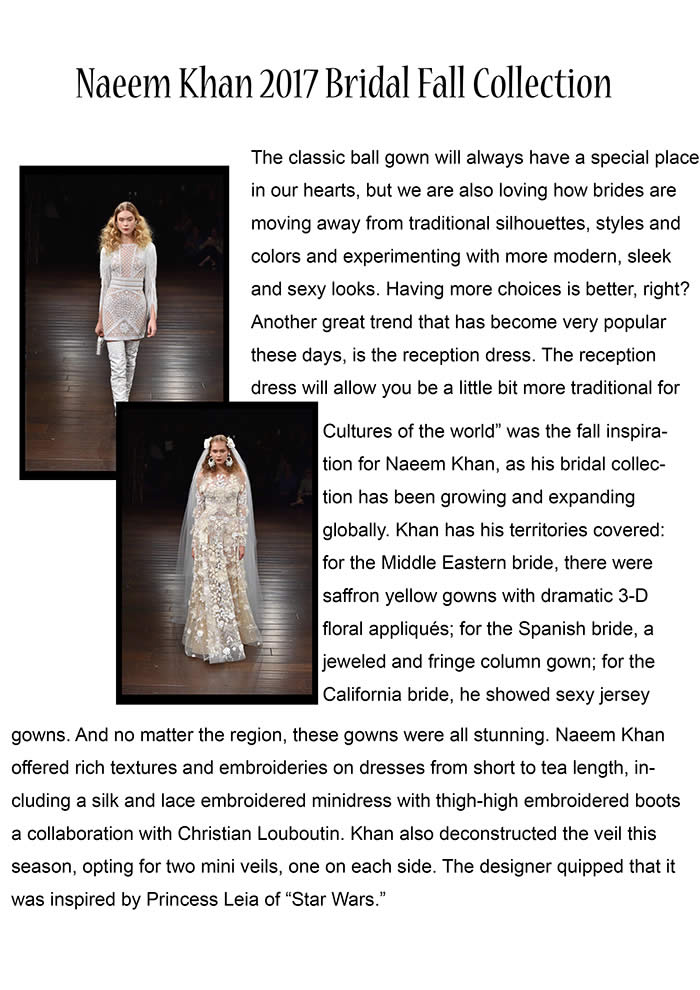 Naeem Khan 2017 Bridal Fall Collection
The classic ball gown will always have a special place
in our hearts, but we are also loving how brides are
moving away from traditional silhouettes, styles and
colors and experimenting with more modern, sleek
and sexy looks. Having more choices is better, right?
Another great trend that has become very popular
these days, is the reception dress. The reception
dress will allow you be a little bit more traditional for
Cultures of the world” was the fall inspira-
tion for Naeem Khan, as his bridal collec-
tion has been growing and expanding
globally. Khan has his territories covered:
for the Middle Eastern bride, there were
saffron yellow gowns with dramatic 3-D
floral appliqués; for the Spanish bride, a
jeweled and fringe column gown; for the
California bride, he showed sexy jersey
gowns. And no matter the region, these gowns were all stunning. Naeem Khan
offered rich textures and embroideries on dresses from short to tea length, in-
cluding a silk and lace embroidered minidress with thigh-high embroidered boots
a collaboration with Christian Louboutin. Khan also deconstructed the veil this
season, opting for two mini veils, one on each side. The designer quipped that it
was inspired by Princess Leia of “Star Wars.”